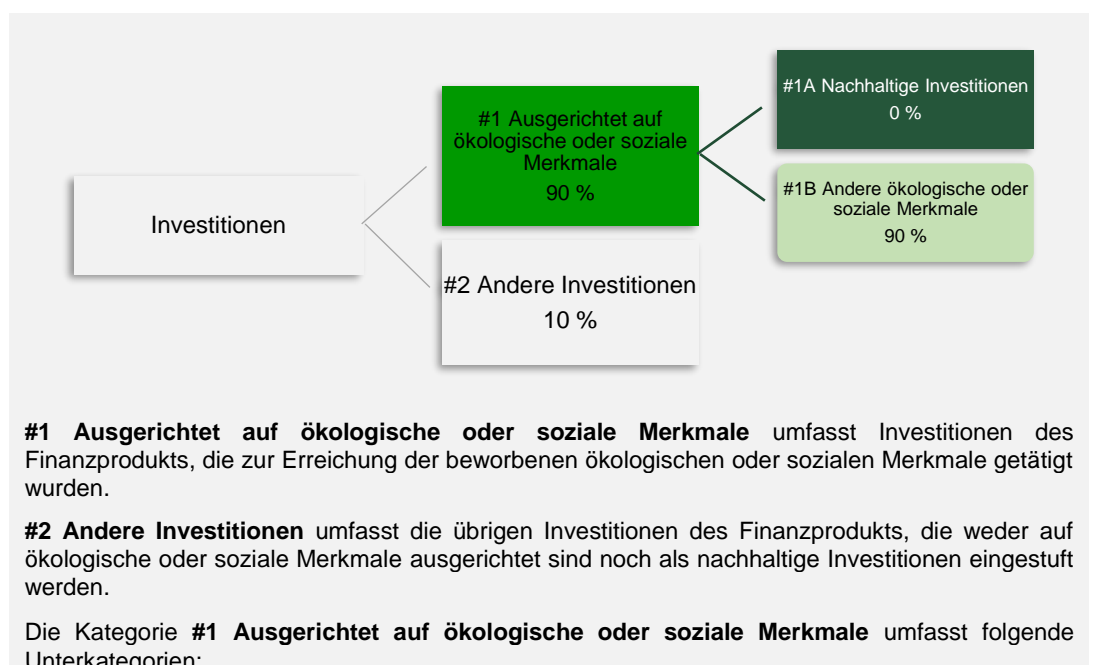 #1A Nachhaltige Investitionen
0 %
#1 Ausgerichtet auf
ökologische oder soziale
Merkmale
90 %
#1B Andere ökologische oder
soziale Merkmale
90 %
Investitionen
#2 Andere Investitionen
10 %
#1 Ausgerichtet auf ökologische oder soziale Merkmale umfasst Investitionen des
Finanzprodukts, die zur Erreichung der beworbenen ökologischen oder sozialen Merkmale getätigt
wurden.
#2 Andere Investitionen umfasst die übrigen Investitionen des Finanzprodukts, die weder auf
ökologische oder soziale Merkmale ausgerichtet sind noch als nachhaltige Investitionen eingestuft
werden.
Die Kategorie #1 Ausgerichtet auf ökologische oder soziale Merkmale umfasst folgende
Unterkategorien: